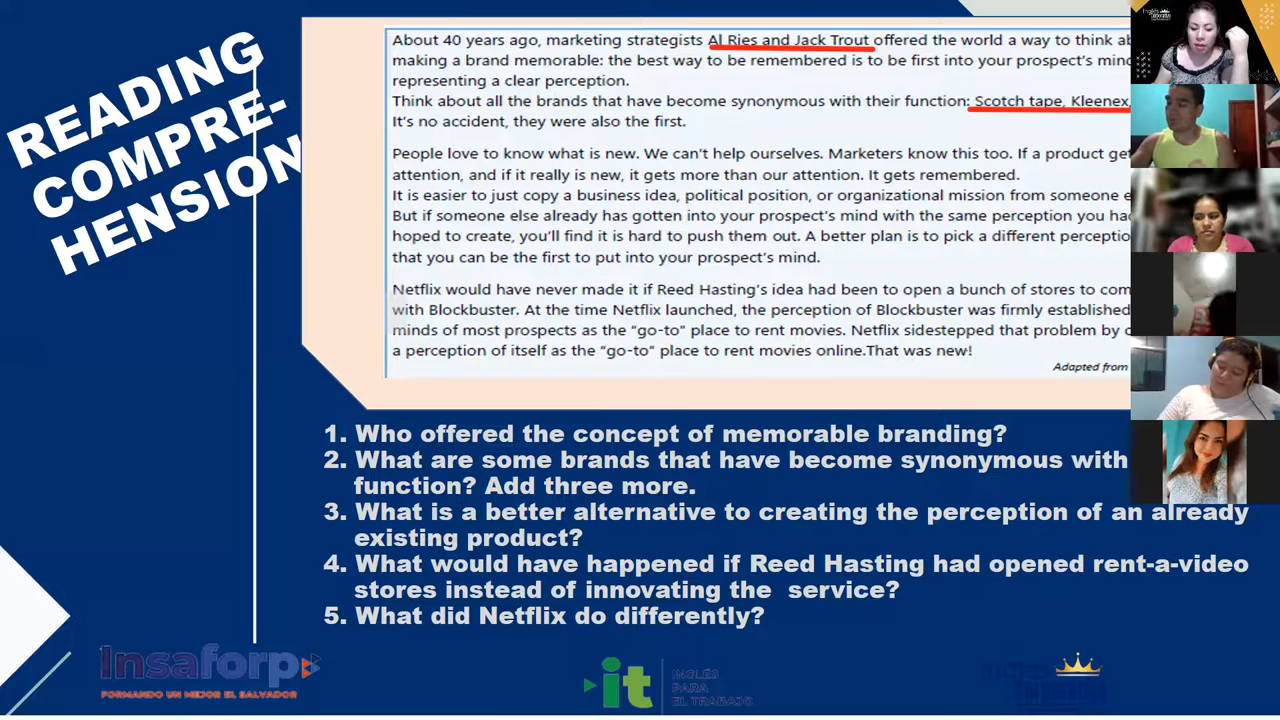 READING
COMPRE-
HENSION
About 40 years ago, marketing strategists Al Ries and Jack Trout offered the world a way to think
making a brand memorable: the best way to be remembered is to be first into your prospect's mind
representing a clear perception.
Think about all the brands that have become synonymous with their function: Scotch tape, Kleenex,
It's no accident, they were also the first.
People love to know what is new. We can't help ourselves. Marketers know this too. If a product
attention, and if it really is new, it gets more than our attention. It gets remembered.
It is easier to just copy a business idea, political position, or organizational mission from someone
But if someone else already has gotten into your prospect's mind with the same perception you
hoped to create, you'll find it is hard to push them out. A better plan is to pick a different
that you can be the first to put into your prospect's mind.
Netflix would have never made it if Reed Hasting's idea had been to open a bunch of stores to
with Blockbuster. At the time Netflix launched, the perception of Blockbuster was firmly established
minds of most prospects as the "go-to" place to rent movies. Netflix sidestepped that problem by
a perception of itself as the "go-to" place to rent movies online.That was new!
Adapted from
1. Who offered the concept of memorable branding?
2. What are some brands that have become synonymous with
function? Add three more.
3. What is a better alternative to creating the perception of an already
existing product?
4. What would have happened if Reed Hasting had opened rent-a-video
stores instead of innovating the service?
5. What did Netflix do differently?
Insaforp
FORMANDO UN MEJOR EL SALVADOR
it
INGLÉS
PARA
EL TRABAJO